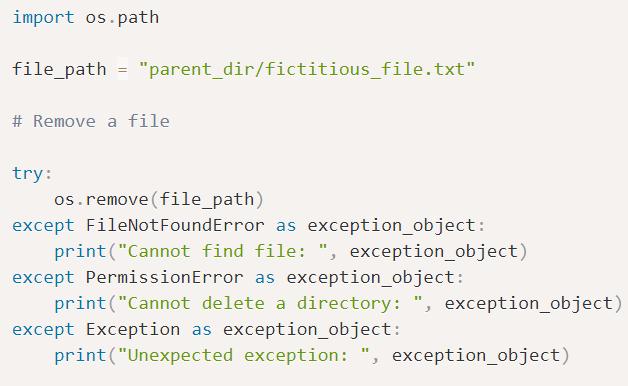 import os.path
file_path = "parent_dir/fictitious_file.txt"
# Remove a file
try:
    os.remove(file_path)
except FileNotFoundError as exception_object:
    print("Cannot find file: ", exception_object)
except PermissionError as exception_object:
    print("Cannot delete a directory: ", exception_object)
except Exception as exception_object:
    print("Unexpected exception: ", exception_object)